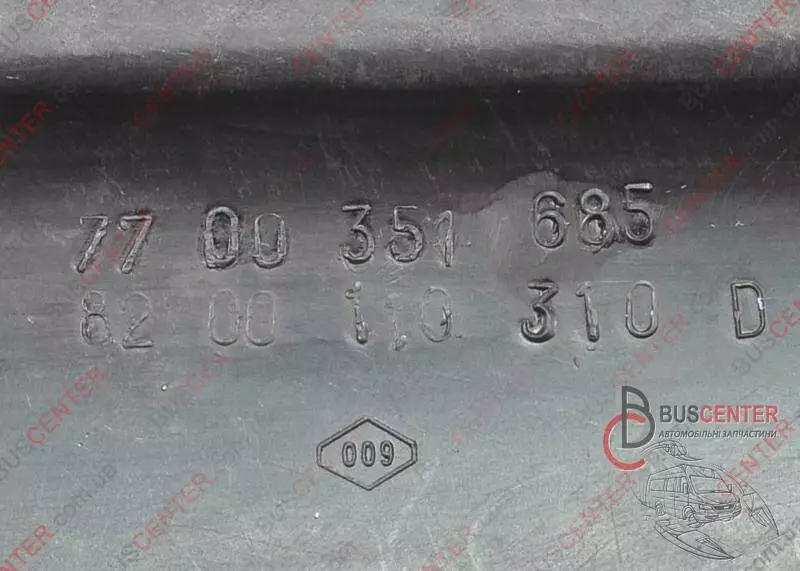 77 00 351 685
82 00 110 310 D
009
BUSCENTER
АВТОМОБІЛЬНІ ЗАПЧАСТИНИ